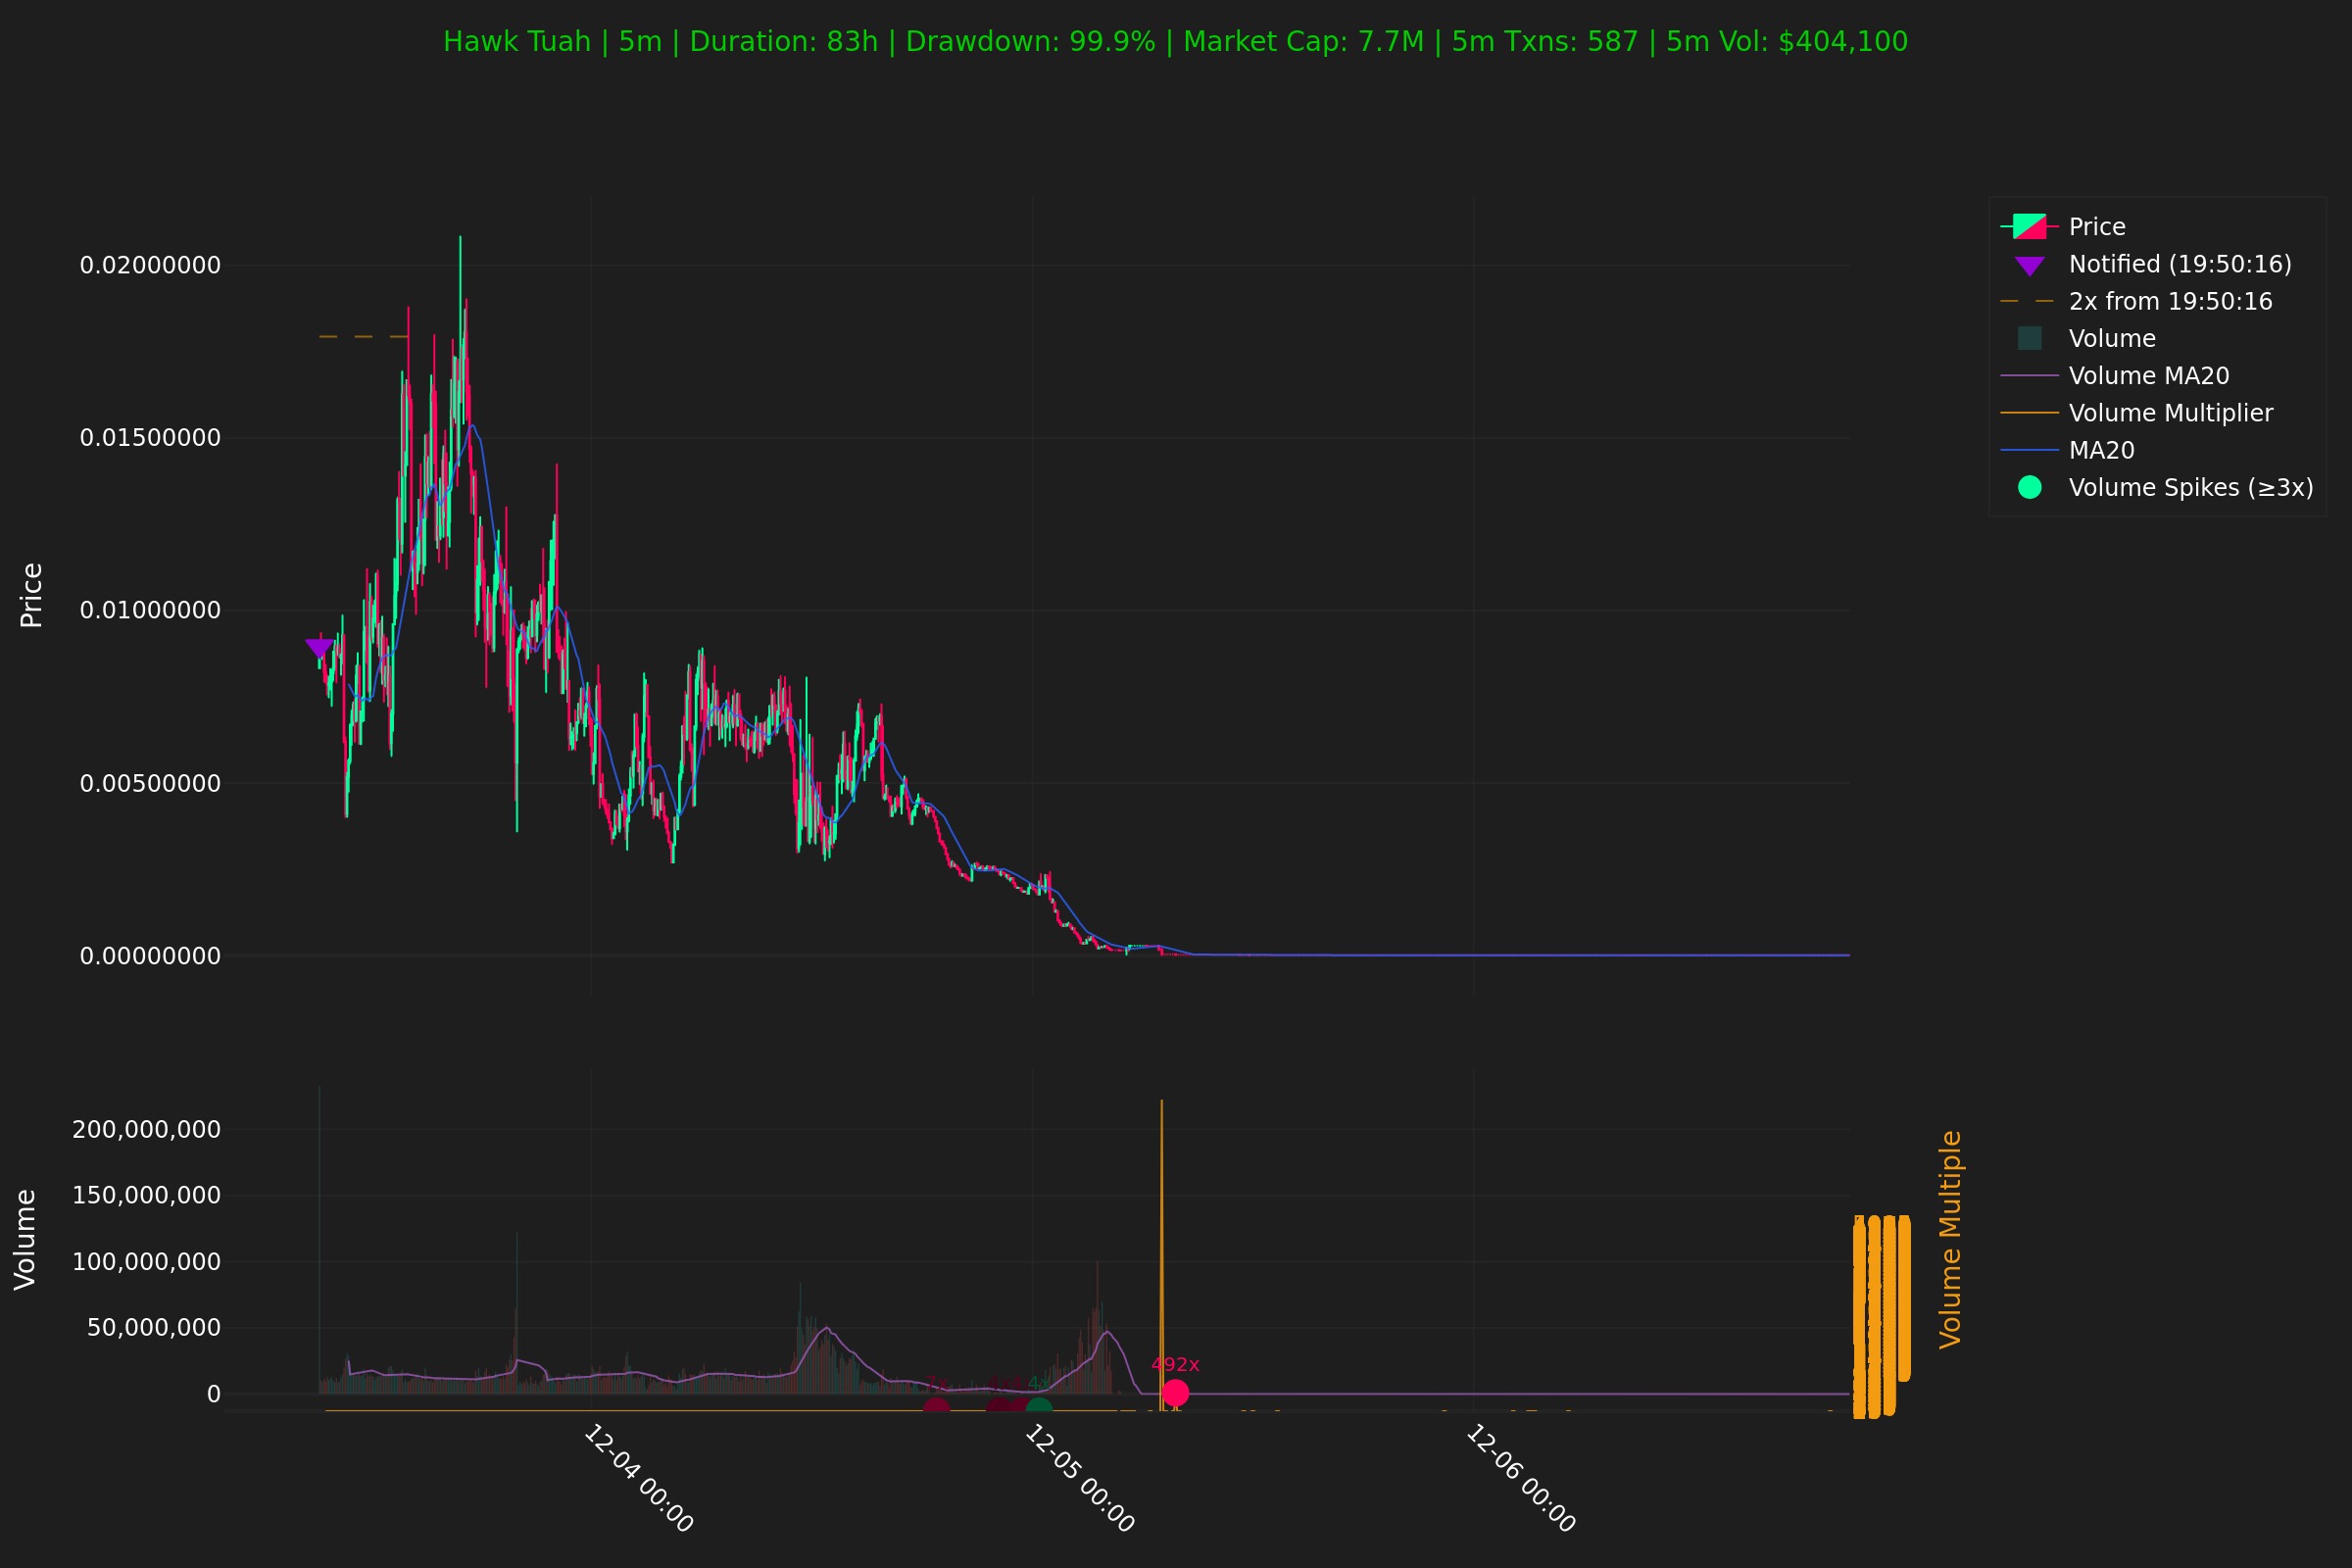 Hawk Tuah | 5m | Duration: 83h | Drawdown: 99.9% | Market Cap: 7.7M | 5m Txns: 587 | 5m Vol: $404,100
Price
0.02000000
0.01500000
0.01000000
0.00500000
0.00000000
Price
Notified (19:50:16)
2x from 19:50:16
Volume
Volume MA20
Volume Multiplier
MA20
Volume Spikes (≥3x)
Volume
200,000,000
150,000,000
100,000,000
50,000,000
0
492x
4x
Volume Multiple
12-04 00:00
12-05 00:00
12-06 00:00